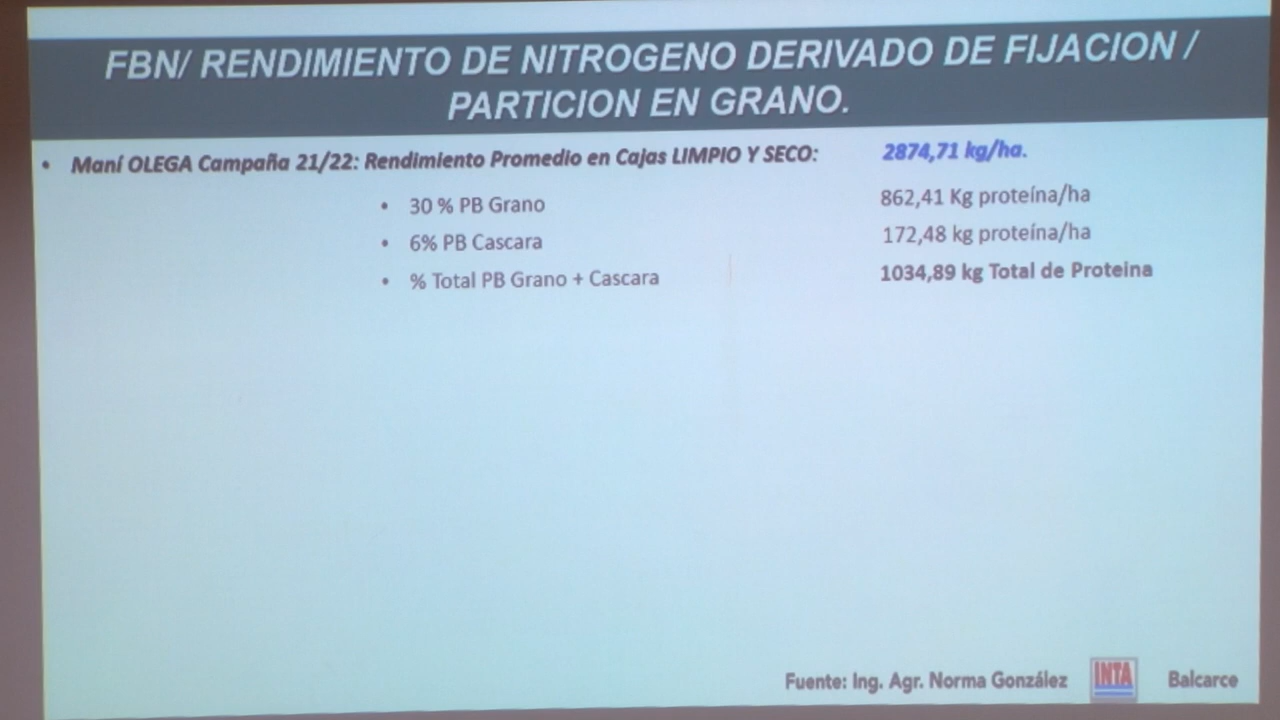 FBN/ RENDIMIENTO DE NITROGENO DERIVADO DE FIJACION /
PARTICION EN GRANO.
• Maní OLEGA Campaña 21/22: Rendimiento Promedio en Cajas LIMPIO Y SECO: 2874,71 kg/ha.
• 30 % PB Grano 862,41 Kg proteína/ha
• 6% PB Cascara 172,48 kg proteína/ha
• % Total PB Grano + Cascara 1034,89 kg Total de Proteina
Fuente: Ing. Agr. Norma González INTA Balcarce